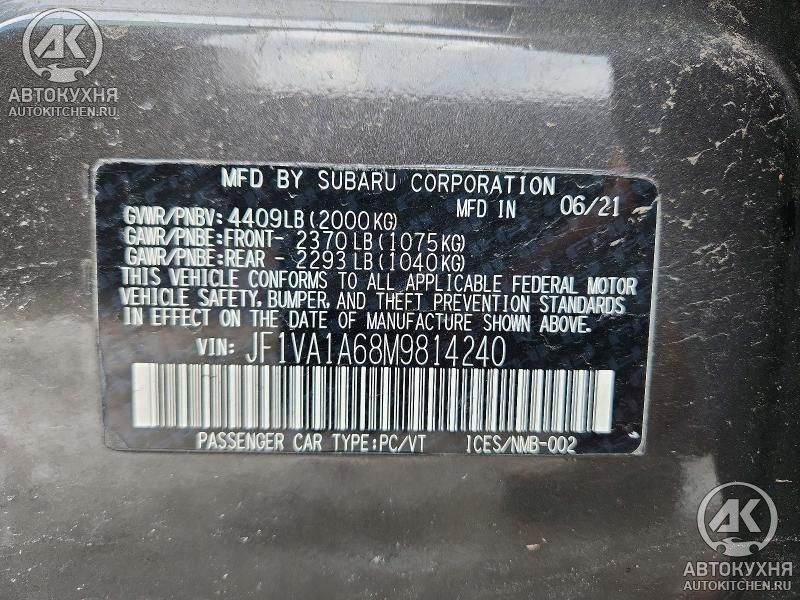 AK
АВТОКУХНЯ
AUTOKITCHEN.RU
MFD BY SUBARU CORPORATION
MFD IN 06/21
GVWR/PNBV: 4409LB(2000KG)
GAWR/PNBE:FRONT- 2370LB(1075KG)
GAWR/PNBE:REAR - 2293LB(1040KG)
THIS VEHICLE CONFORMS TO ALL APPLICABLE FEDERAL MOTOR
VEHICLE SAFETY, BUMPER, AND THEFT PREVENTION STANDARDS
IN EFFECT ON THE DATE OF MANUFACTURE SHOWN ABOVE.
VIN: JF1VA1A68M9814240
PASSENGER CAR TYPE:PC/VT ICES/NMB-002
AK
АВТОКУХНЯ
AUTOKITCHEN.RU